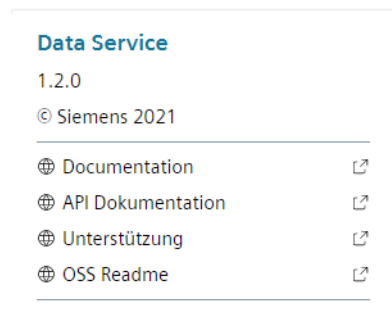 Data Service
1.2.0
© Siemens 2021
Documentation
API Dokumentation
Unterstützung
OSS Readme